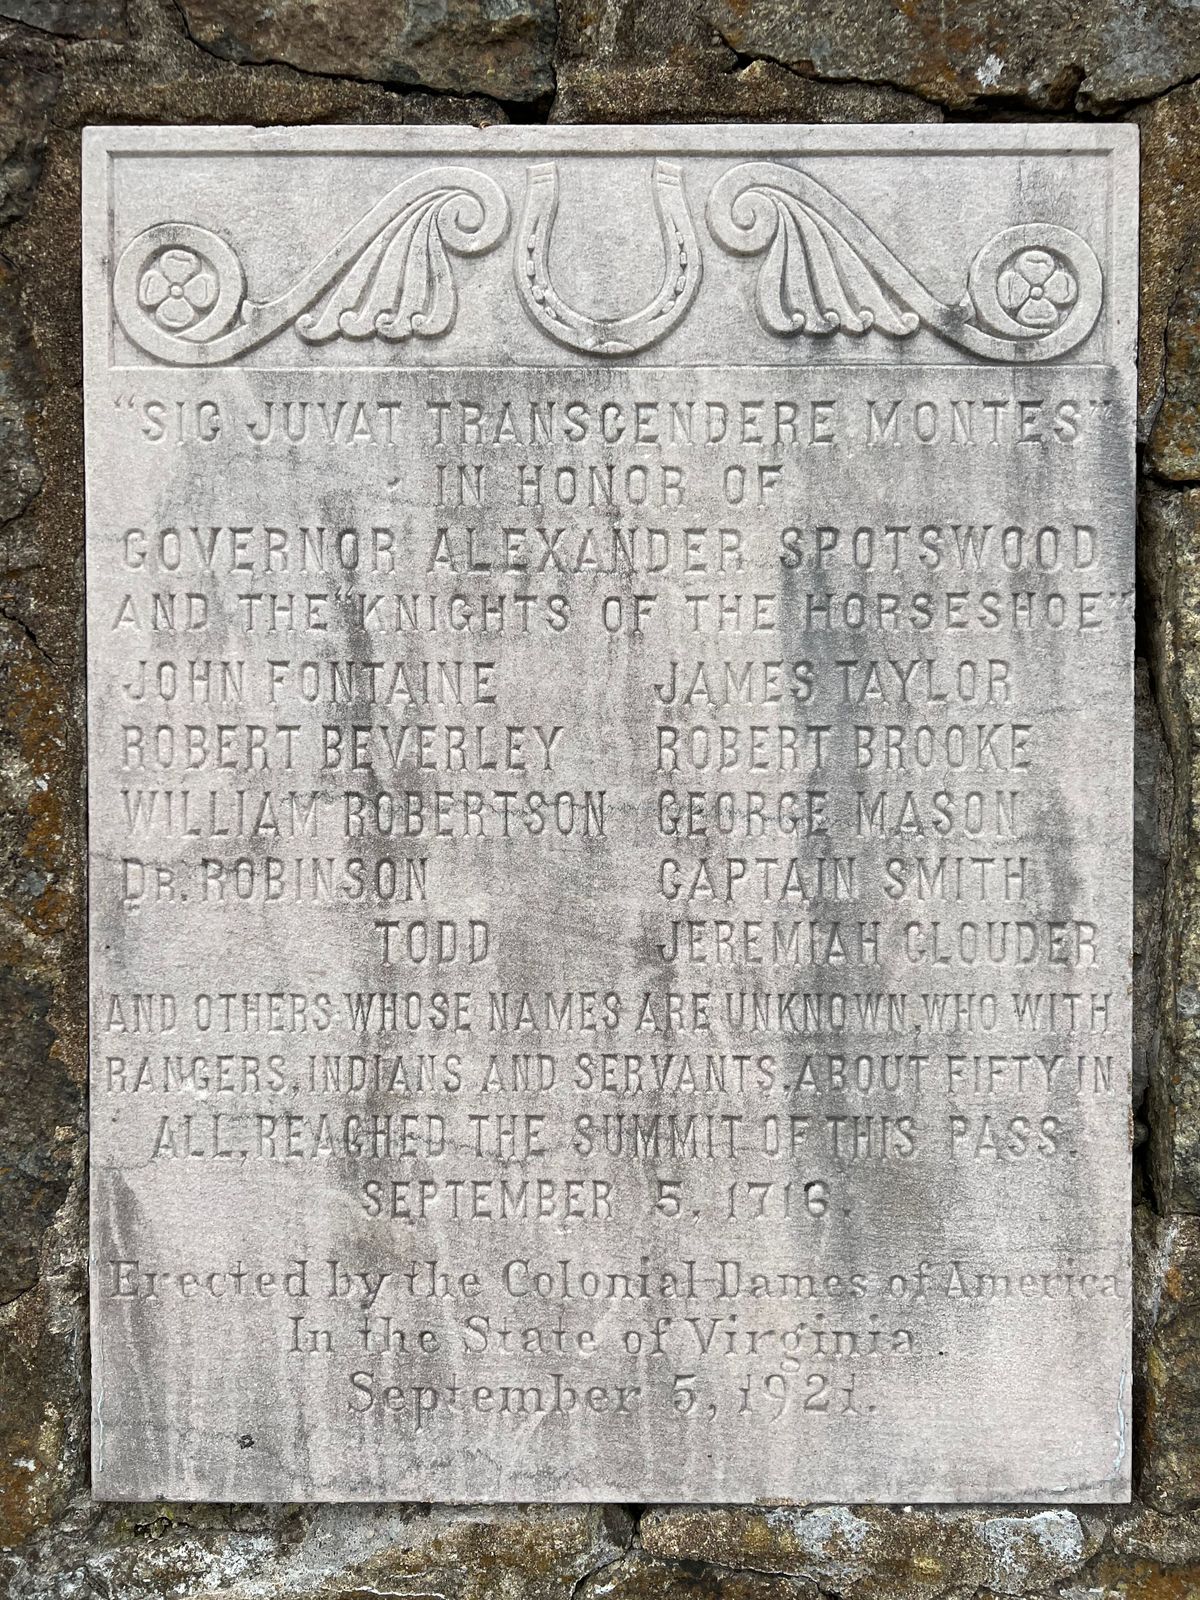 "SIC JUVAT TRANSCENDERE MONTES"
IN HONOR OF
GOVERNOR ALEXANDER SPOTSWOOD
AND THE "KNIGHTS OF THE HORSESHOE"
JOHN FONTAINE JAMES TAYLOR
ROBERT BEVERLEY ROBERT BROOKE
WILLIAM ROBERTSON GEORGE MASON
DR. ROBINSON CAPTAIN SMITH
TODD JEREMIAH CLOUDER
AND OTHERS WHOSE NAMES ARE UNKNOWN, WHO WITH
RANGERS, INDIANS AND SERVANTS, ABOUT FIFTY IN
ALL, REACHED THE SUMMIT OF THIS PASS.
SEPTEMBER 5, 1716.
Erected by the Colonial Dames of America
In the State of Virginia
September 5, 1921.